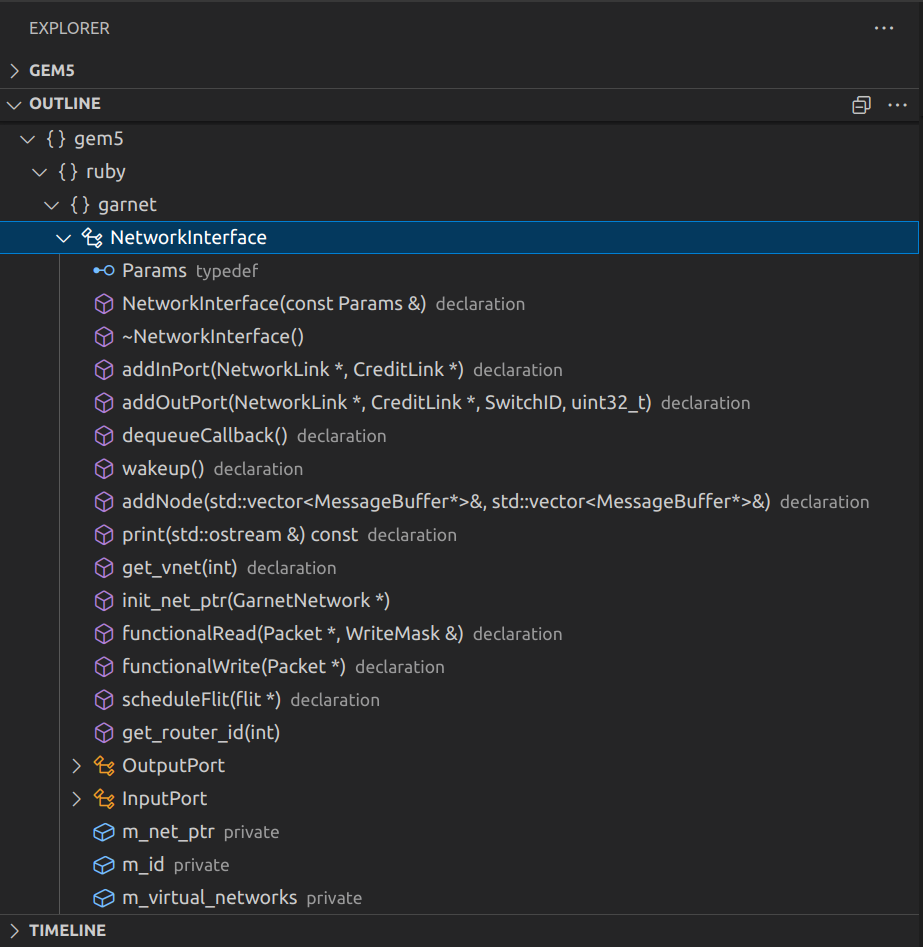 EXPLORER
GEM5
OUTLINE
{} gem5
{} ruby
{} garnet
NetworkInterface
Params typedef
NetworkInterface(const Params &) declaration
~NetworkInterface()
addInPort(NetworkLink *, CreditLink *) declaration
addOutPort(NetworkLink *, CreditLink *, SwitchID, uint32_t) declaration
dequeueCallback() declaration
wakeup() declaration
addNode(std::vector<MessageBuffer*>&, std::vector<MessageBuffer*>&) declaration
print(std::ostream &) const declaration
get_vnet(int) declaration
init_net_ptr(GarnetNetwork *)
functionalRead(Packet *, WriteMask &) declaration
functionalWrite(Packet *) declaration
scheduleFlit(flit *) declaration
get_router_id(int)
OutputPort
InputPort
m_net_ptr private
m_id private
m_virtual_networks private
TIMELINE